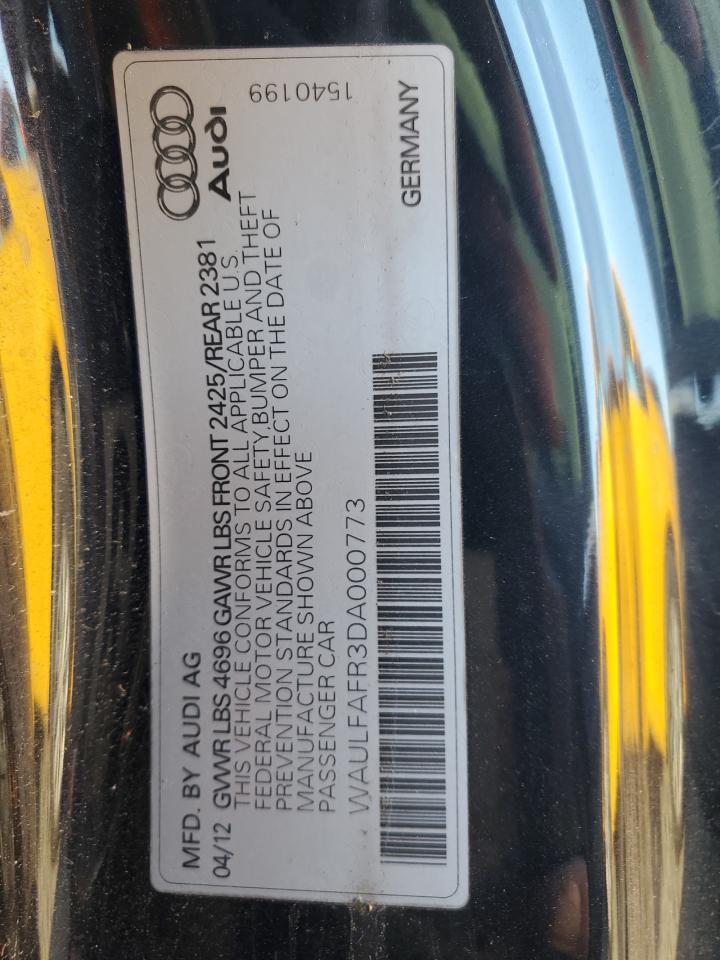 MFD. BY AUDI AG
04/12 GVWR LBS 4696 GAWR LBS FRONT 2425/REAR 2381
THIS VEHICLE CONFORMS TO ALL APPLICABLE U.S.
FEDERAL MOTOR VEHICLE SAFETY,BUMPER AND THEFT
PREVENTION STANDARDS IN EFFECT ON THE DATE OF
MANUFACTURE SHOWN ABOVE
PASSENGER CAR
WAULFAFR3DA000773
Audi
1540199
GERMANY